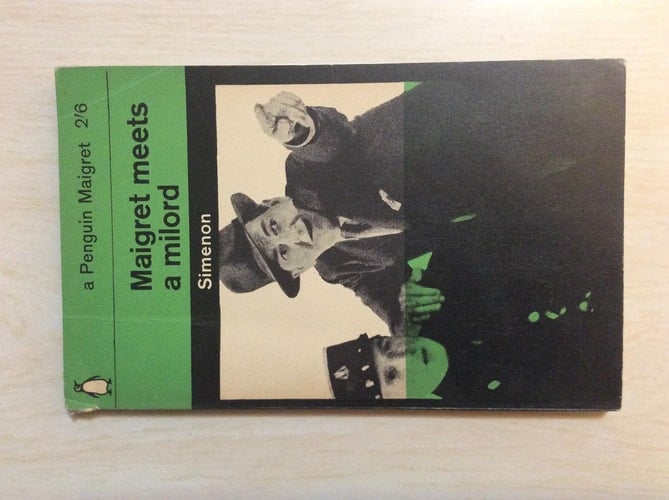 a Penguin Maigret 2'6
Maigret meets
a milord
Simenon